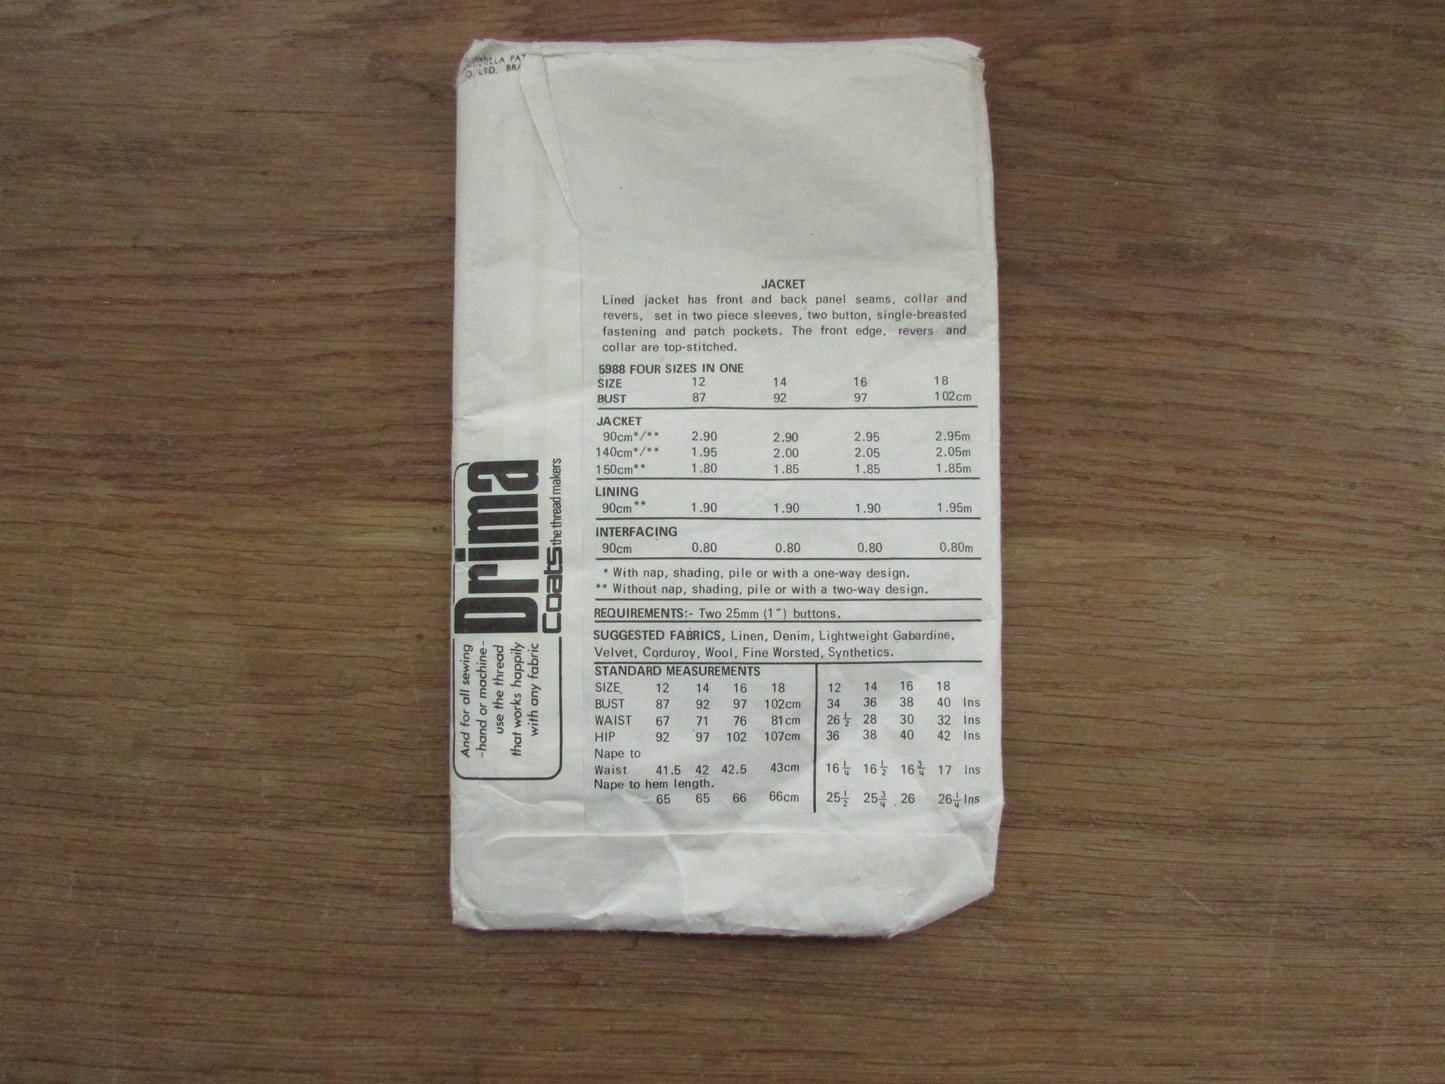 PAT
O. LTD. BRA
JACKET
Lined jacket has front and back panel seams, collar and
revers, set in two piece sleeves, two button, single-breasted
fastening and patch pockets. The front edge, revers and
collar are top-stitched.
5988 FOUR SIZES IN ONE
SIZE 12 14 16 18
BUST 87 92 97 102cm
JACKET
90cm*/** 2.90 2.90 2.95 2.95m
140cm*/** 1.95 2.00 2.05 2.05m
150cm** 1.80 1.85 1.85 1.85m
LINING
90cm** 1.90 1.90 1.90 1.95m
INTERFACING
90cm 0.80 0.80 0.80 0.80m
* With nap, shading, pile or with a one-way design.
** Without nap, shading, pile or with a two-way design.
REQUIREMENTS:- Two 25mm (1") buttons.
SUGGESTED FABRICS, Linen, Denim, Lightweight Gabardine,
Velvet, Corduroy, Wool, Fine Worsted, Synthetics.
STANDARD MEASUREMENTS
SIZE 12 14 16 18 12 14 16 18
BUST 87 92 97 102cm 34 36 38 40 Ins
WAIST 67 71 76 81cm 26½ 28 30 32 Ins
HIP 92 97 102 107cm 36 38 40 42 Ins
Nape to
Waist 41.5 42 42.5 43cm 16¼ 16½ 16¾ 17 Ins
Nape to hem length.
65 65 66 66cm 25½ 25¾ 26 26¼ Ins
Drima
Coats the thread makers
And for all sewing
-hand or machine-
use the thread
that works happily
with any fabric